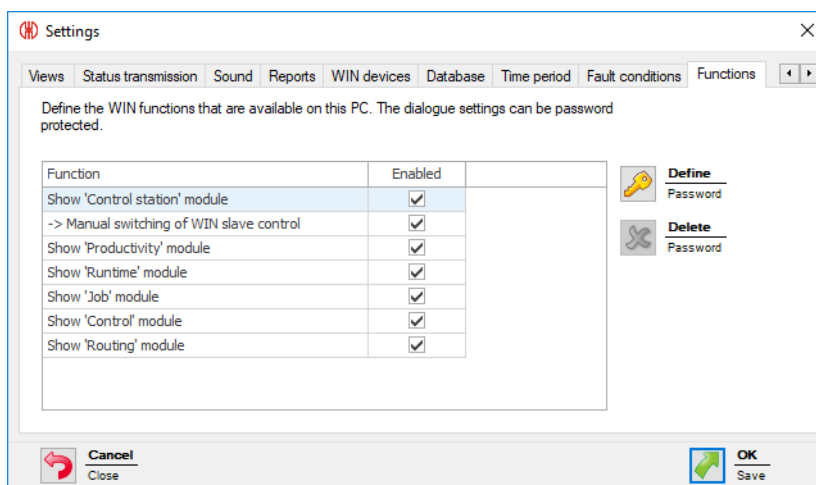 Settings
Views Status transmission Sound Reports WIN devices Database Time period Fault conditions Functions
Define the WIN functions that are available on this PC. The dialogue settings can be password
protected.
Function Enabled
Show 'Control station' module
-> Manual switching of WIN slave control
Show 'Productivity' module
Show 'Runtime' module
Show 'Job' module
Show 'Control' module
Show 'Routing' module
Define
Password
Delete
Password
Cancel
Close
OK
Save